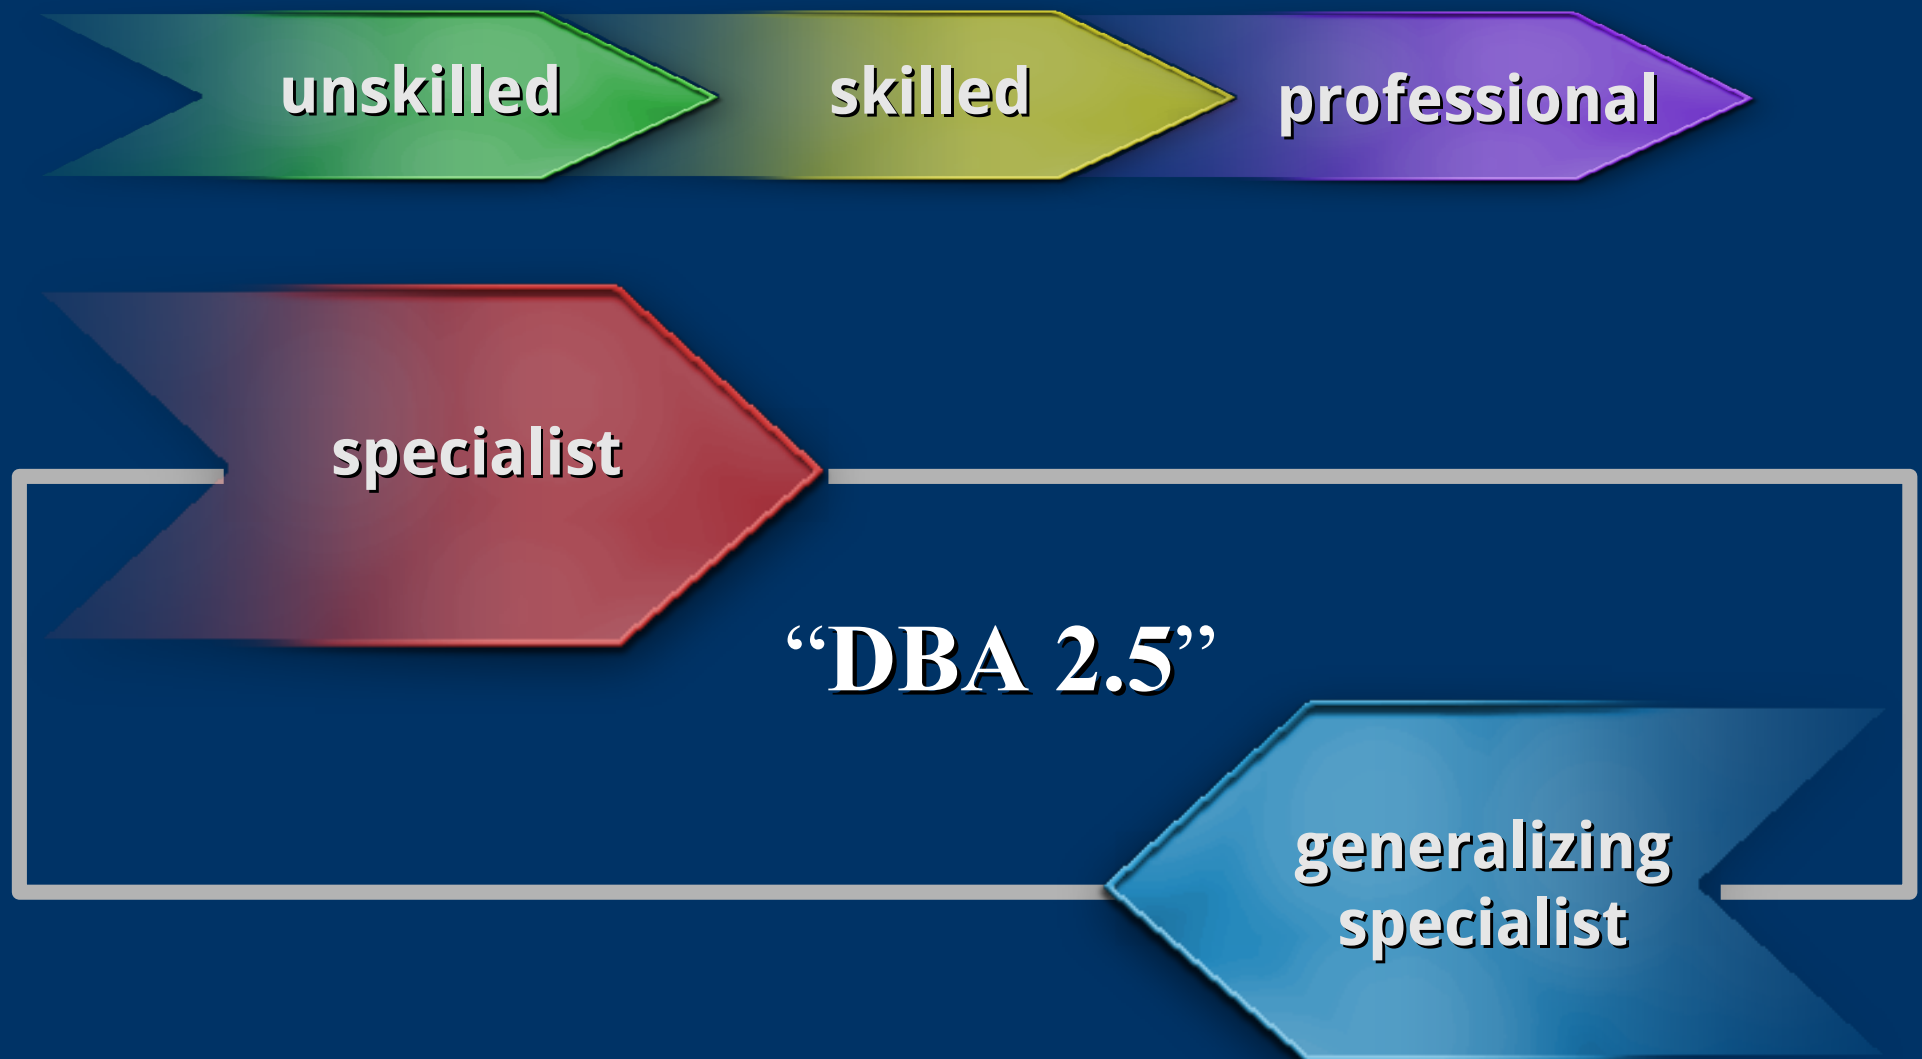 unskilled
skilled
professional
specialist
“DBA 2.5”
generalizing
specialist